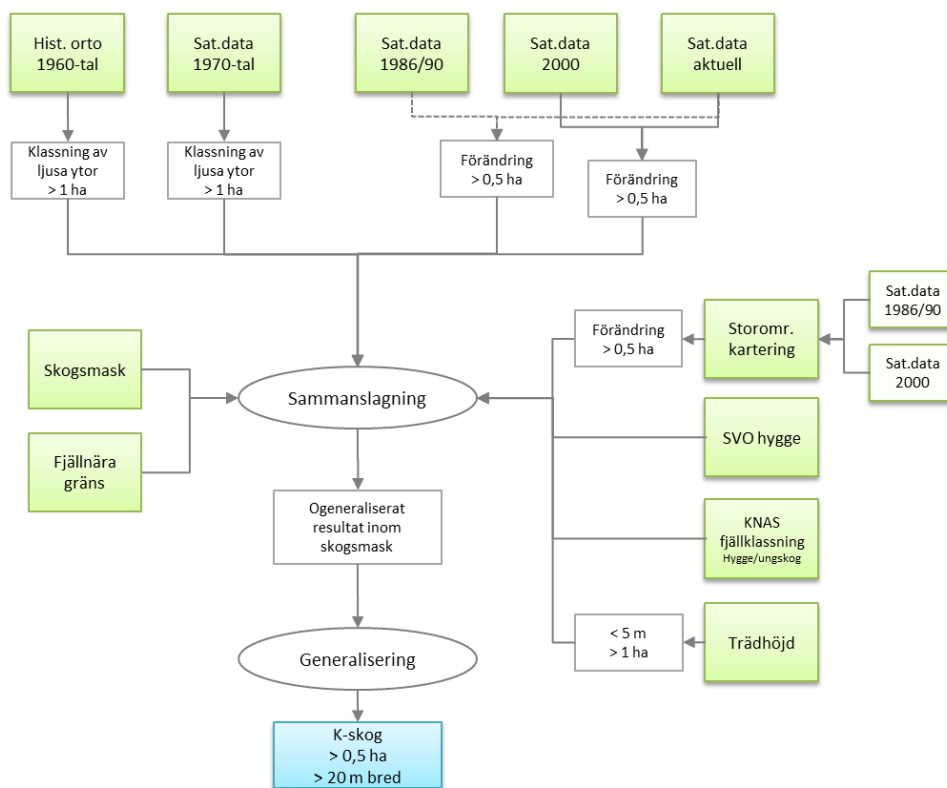 Hist. orto
1960-tal
Sat.data
1970-tal
Sat.data
1986/90
Sat.data
2000
Sat.data
aktuell
Klassning av
ljusa ytor
> 1 ha
Klassning av
ljusa ytor
> 1 ha
Förändring
> 0,5 ha
Förändring
> 0,5 ha
Skogsmask
Fjällnära
gräns
Sammanslagning
Förändring
> 0,5 ha
Storomr.
kartering
Sat.data
1986/90
Sat.data
2000
SVO hygge
KNAS
fjällklassning
Hygge/ungskog
< 5 m
> 1 ha
Trädhöjd
Ogeneraliserat
resultat inom
skogsmask
Generalisering
K-skog
> 0,5 ha
> 20 m bred